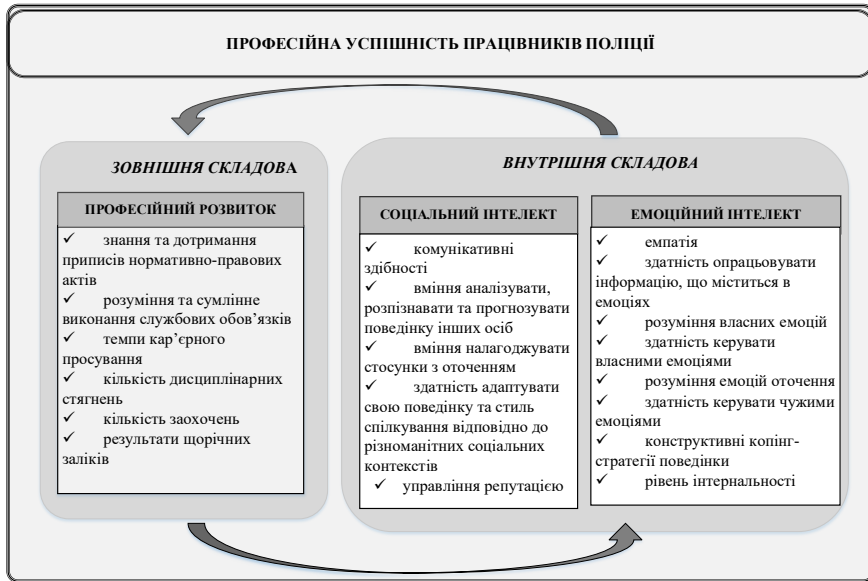 ПРОФЕСІЙНА УСПІШНІСТЬ ПРАЦІВНИКІВ ПОЛІЦІЇ
ЗОВНІШНЯ СКЛАДОВА
ПРОФЕСІЙНИЙ РОЗВИТОК
✓ знання та дотримання
приписів нормативно-правових
актів
✓ розуміння та сумлінне
виконання службових обов’язків
✓ темпи кар’єрного
просування
✓ кількість дисциплінарних
стягнень
✓ кількість заохочень
✓ результати щорічних
заліків
ВНУТРІШНЯ СКЛАДОВА
СОЦІАЛЬНИЙ ІНТЕЛЕКТ
✓ комунікативні
здібності
✓ вміння аналізувати,
розпізнавати та прогнозувати
поведінку інших осіб
✓ вміння налагоджувати
стосунки з оточенням
✓ здатність адаптувати
свою поведінку та стиль
спілкування відповідно до
різноманітних соціальних
контекстів
✓ управління репутацією
ЕМОЦІЙНИЙ ІНТЕЛЕКТ
✓ емпатія
✓ здатність опрацьовувати
інформацію, що міститься в
емоціях
✓ розуміння власних емоцій
✓ здатність керувати
власними емоціями
✓ розуміння емоцій оточення
✓ здатність керувати чужими
емоціями
✓ конструктивні копінг-
стратегії поведінки
✓ рівень інтернальності